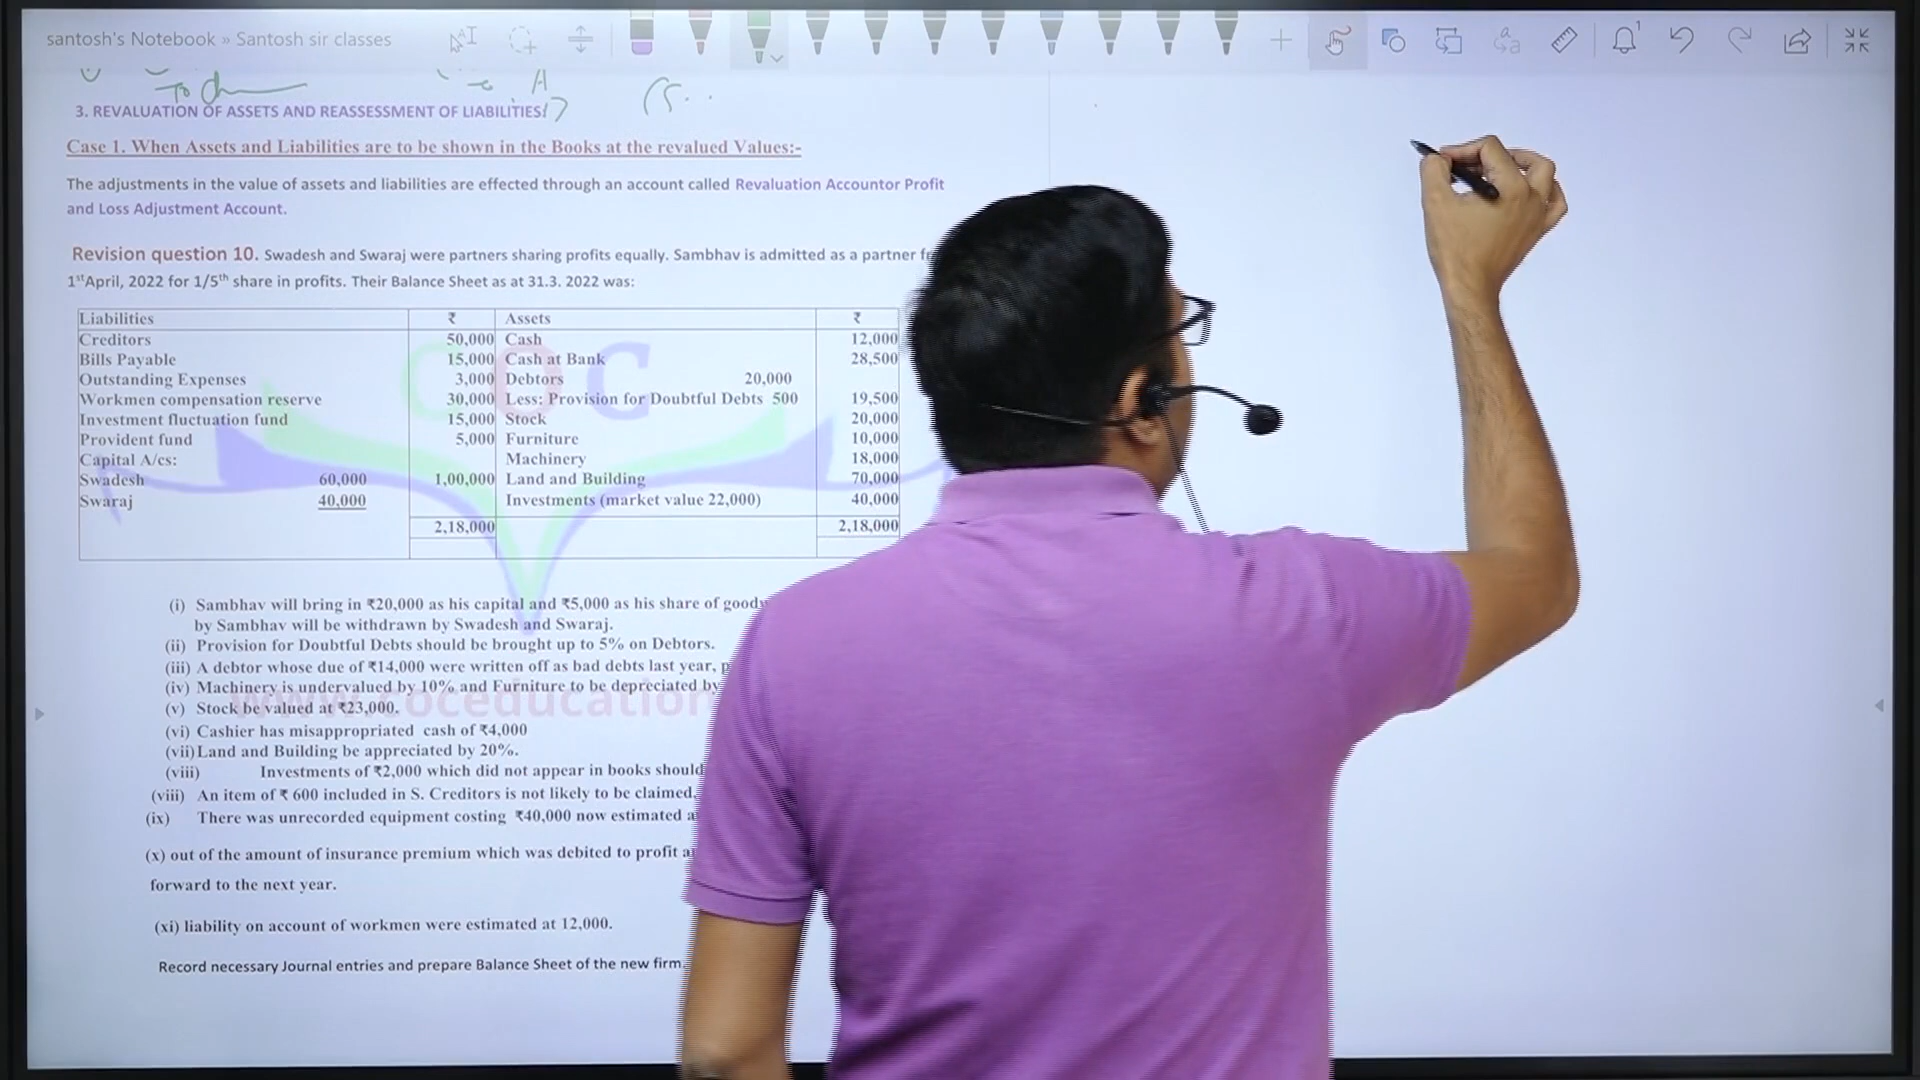 santosh's Notebook » Santosh sir classes
To
A
3. REVALUATION OF ASSETS AND REASSESSMENT OF LIABILITIES
Case 1. When Assets and Liabilities are to be shown in the Books at the revalued Values:-
The adjustments in the value of assets and liabilities are effected through an account called Revaluation Accountor Profit
and Loss Adjustment Account.
Revision question 10. Swadesh and Swaraj were partners sharing profits equally. Sambhav is admitted as a partner
1st April, 2022 for 1/5th share in profits. Their Balance Sheet as at 31.3. 2022 was:
Liabilities ₹ Assets ₹
Creditors 50,000 Cash 12,000
Bills Payable 15,000 Cash at Bank 28,500
Outstanding Expenses 3,000 Debtors 20,000
Workmen compensation reserve 30,000 Less: Provision for Doubtful Debts 500 19,500
Investment fluctuation fund 15,000 Stock 20,000
Provident fund 5,000 Furniture 10,000
Capital A/cs: Machinery 18,000
Swadesh 60,000 1,00,000 Land and Building 70,000
Swaraj 40,000 Investments (market value 22,000) 40,000
2,18,000 2,18,000
COC
(i) Sambhav will bring in ₹20,000 as his capital and ₹5,000 as his share of
by Sambhav will be withdrawn by Swadesh and Swaraj.
(ii) Provision for Doubtful Debts should be brought up to 5% on Debtors.
(iii) A debtor whose due of ₹14,000 were written off as bad debts last year,
(iv) Machinery is undervalued by 10% and Furniture to be depreciated by
www.coceducation
(v) Stock be valued at ₹23,000.
(vi) Cashier has misappropriated cash of ₹4,000
(vii) Land and Building be appreciated by 20%.
(viii) Investments of ₹2,000 which did not appear in books should
(viii) An item of ₹ 600 included in S. Creditors is not likely to be claimed,
(ix) There was unrecorded equipment costing ₹40,000 now estimated
(x) out of the amount of insurance premium which was debited to profit
forward to the next year.
(xi) liability on account of workmen were estimated at 12,000.
Record necessary Journal entries and prepare Balance Sheet of the new firm.